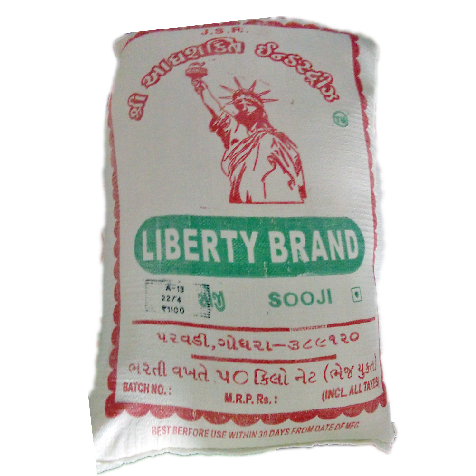 J.S.R.
શ્રી આદ્યશક્તિ ઈન્ડસ્ટ્રીઝ
LIBERTY BRAND
A-13
22/4
₹1100
સોજી SOOJI
પરવડી,ગોધરા-૩૮૯૧૨૦
ભરતી વખતે ૫૦ કિલો નેટ (ભેજ યુક્ત)
BATCH NO.: M.R.P. Rs.: (INCL. ALL TAXES)
BEST BERFORE USE WITHIN 30 DAYS FROM DATE OF MFG